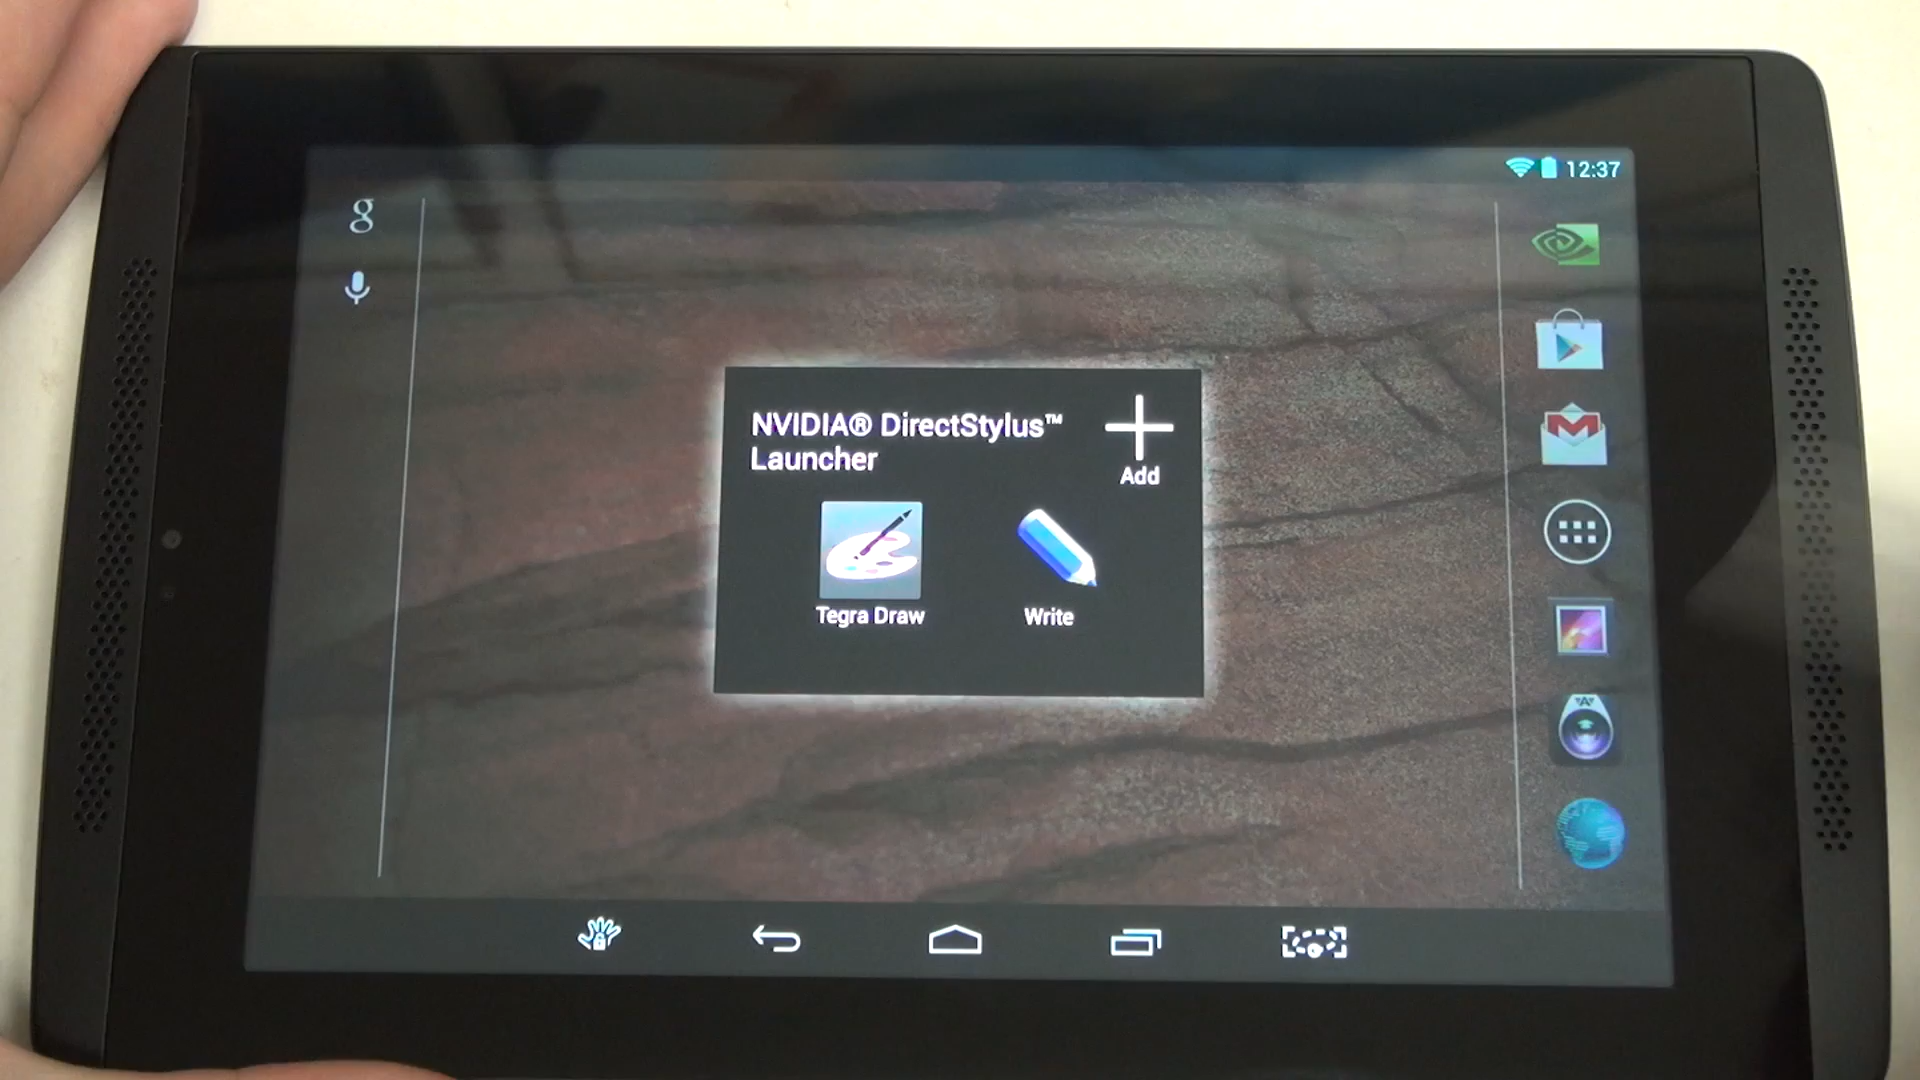 12:37
g
NVIDIA® DirectStylus™
Launcher
Add
Tegra Draw
Write